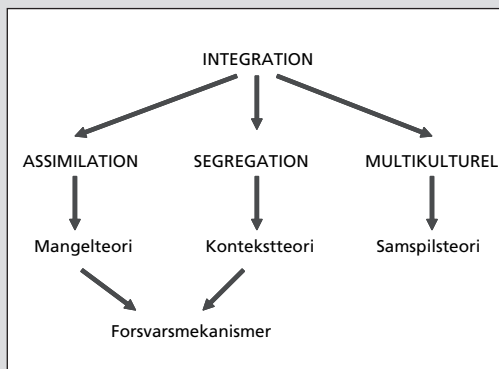 INTEGRATION
ASSIMILATION SEGREGATION MULTIKULTUREL
Mangelteori Kontekstteori Samspilsteori
Forsvarsmekanismer